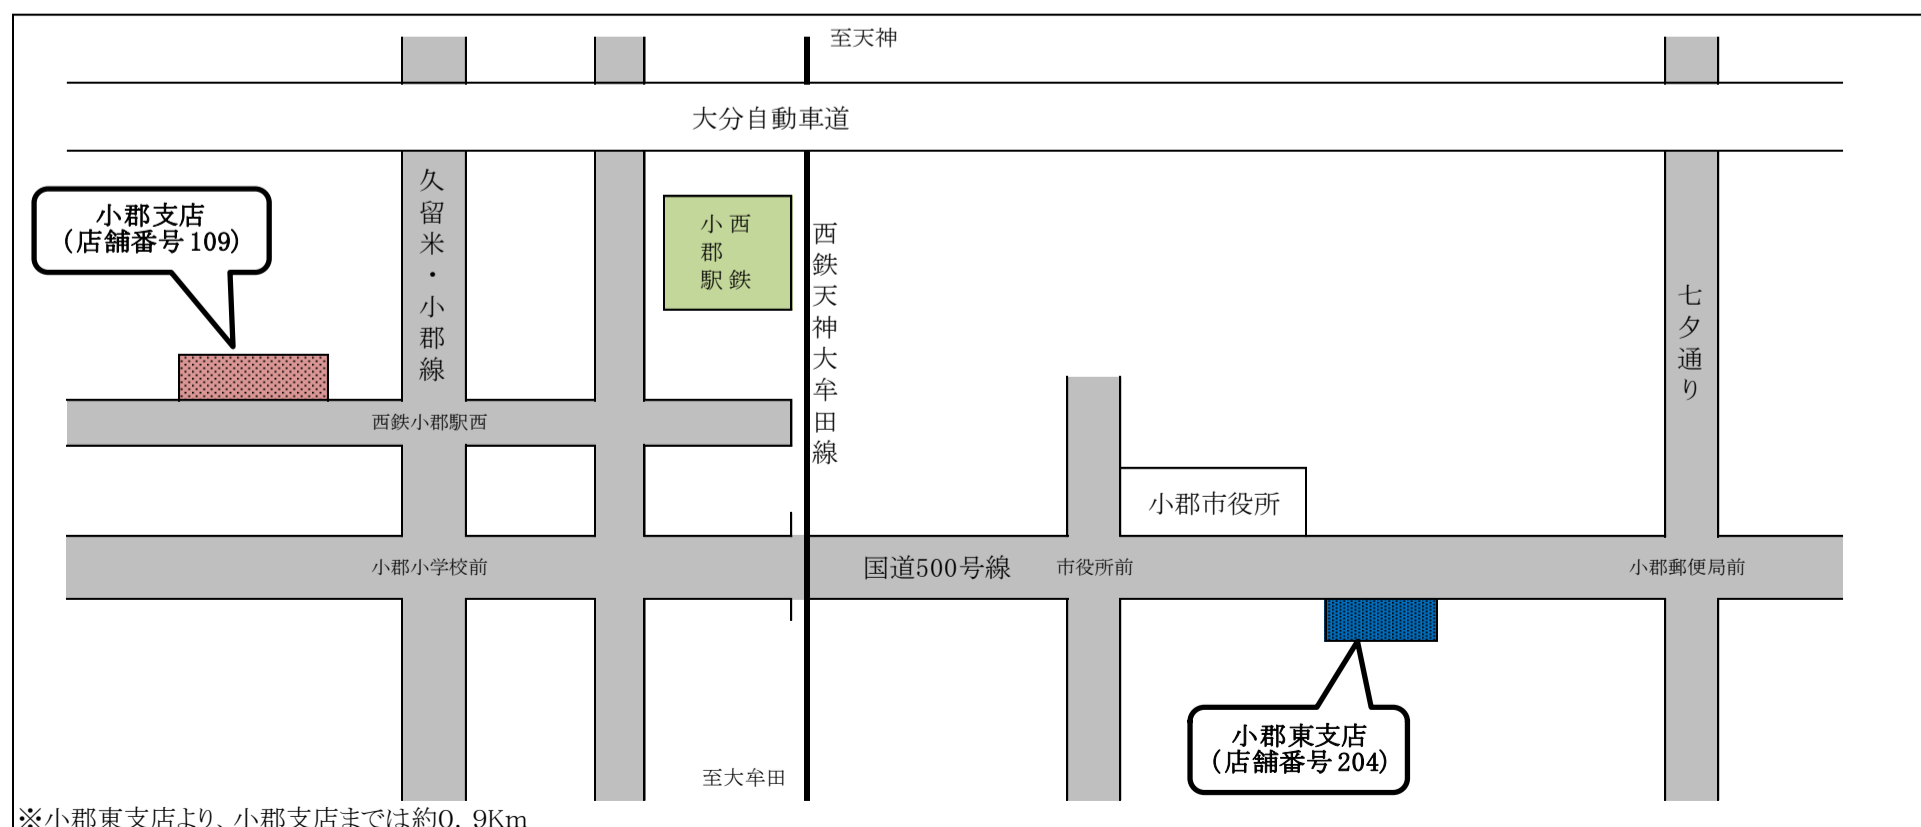 至天神
大分自動車道
久留米・小郡線
小郡支店
(店舗番号109)
西鉄
小郡駅
西鉄天神大牟田線
七夕通り
西鉄小郡駅西
小郡市役所
小郡小学校前
国道500号線
市役所前
小郡郵便局前
小郡東支店
(店舗番号204)
至大牟田
※小郡東支店より、小郡支店までは約0.9Km